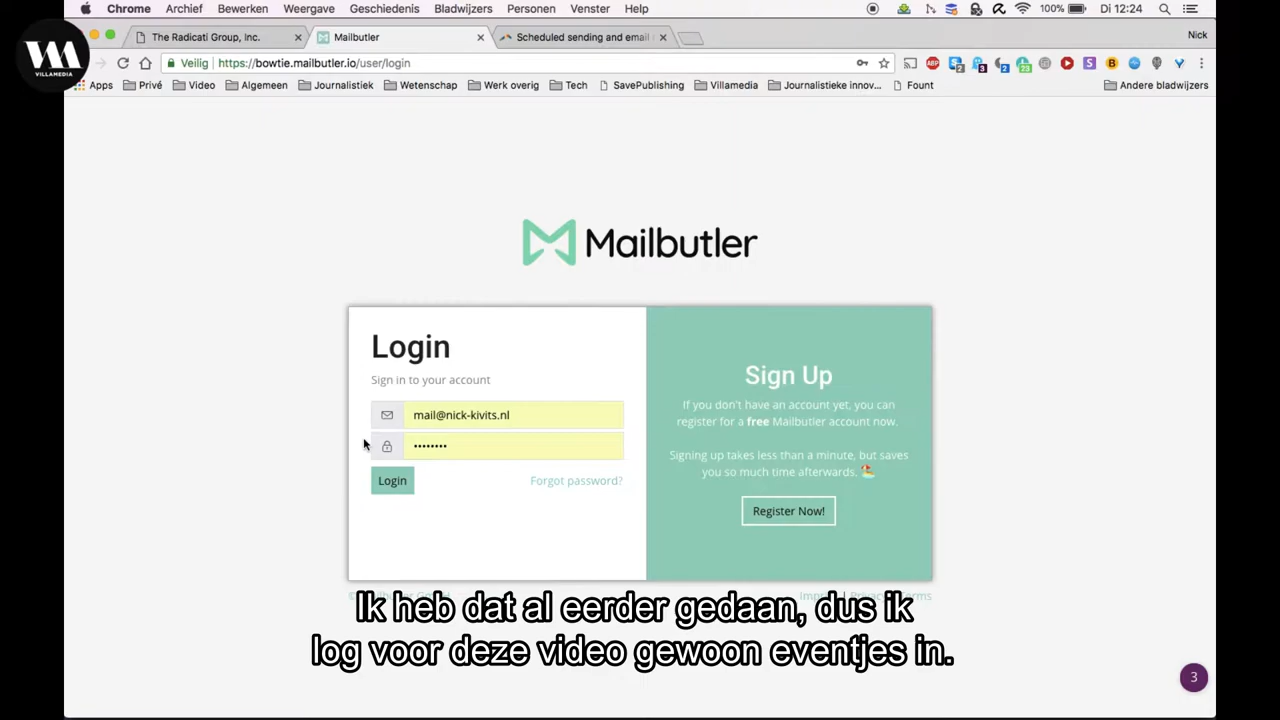 Chrome Archief Bewerken Weergave Geschiedenis Bladwijzers Personen Venster Help 100% Di 12:24
The Radicati Group, Inc. Mailbutler Scheduled sending and email Nick
VM
VILLAMEDIA
Veilig https://bowtie.mailbutler.io/user/login
Apps Privé Video Algemeen Journalistiek Wetenschap Werk overig Tech SavePublishing Villamedia Journalistieke innov... Fount Andere bladwijzers
Mailbutler
Login
Sign in to your account
mail@nick-kivits.nl
••••••••
Login Forgot password?
Sign Up
If you don't have an account yet, you can
register for a free Mailbutler account now.
Signing up takes less than a minute, but saves
you so much time afterwards.
Register Now!
Ik heb dat al eerder gedaan, dus ik
log voor deze video gewoon eventjes in.
3